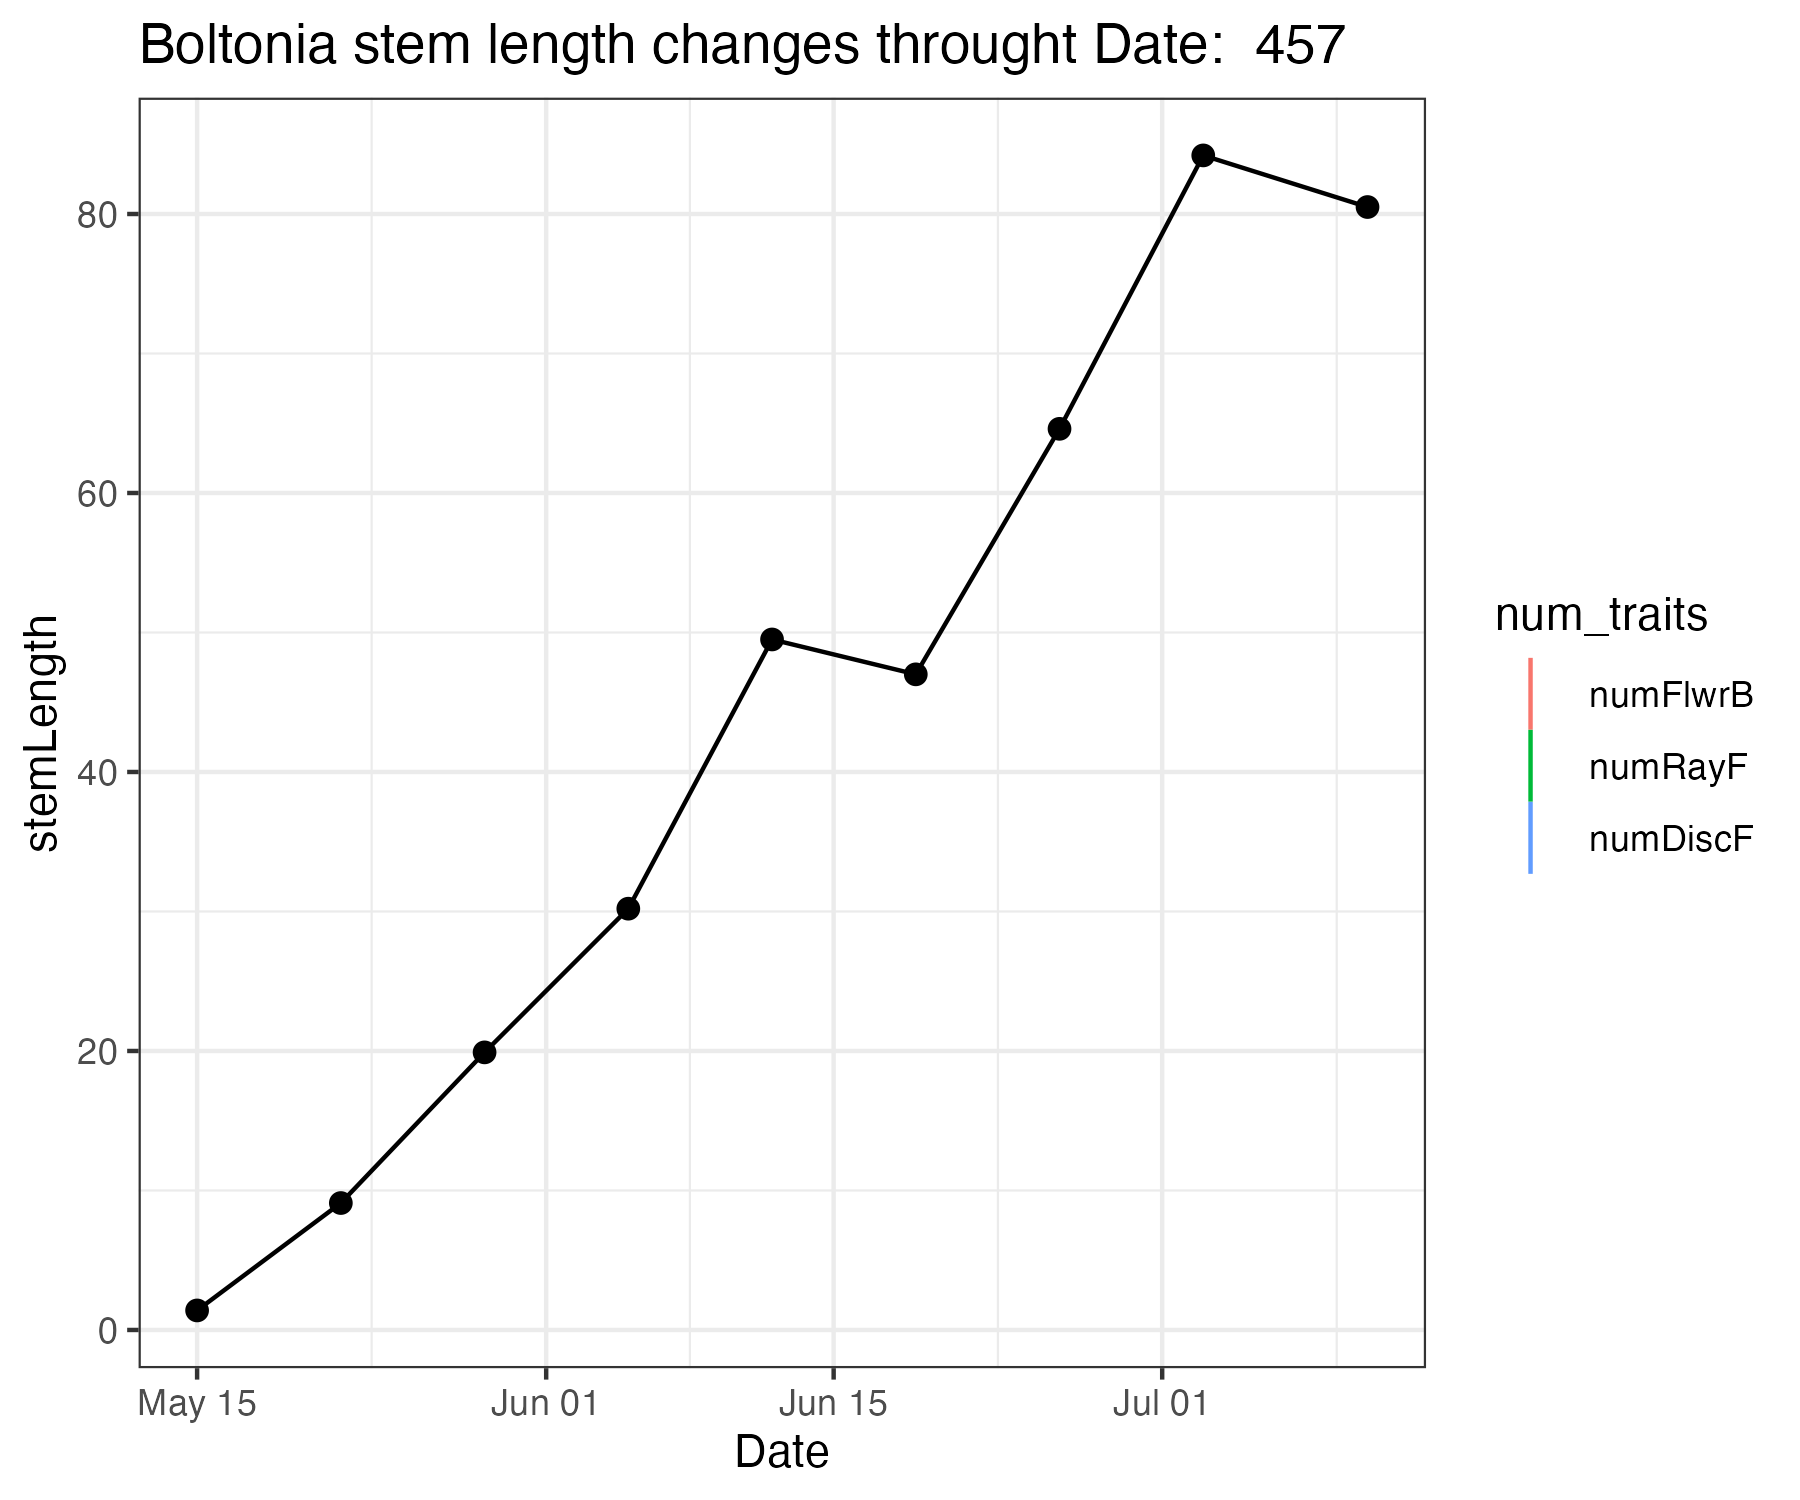 Boltonia stem length changes throught Date:  457
stemLength
80
60
40
20
0
May 15
Jun 01
Jun 15
Jul 01
Date
num_traits
numFlwrB
numRayF
numDiscF